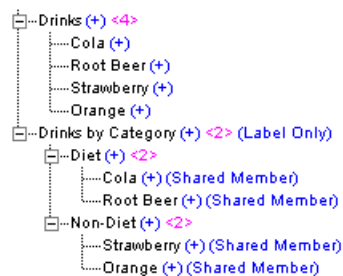 Drinks (+) <4>
Cola (+)
Root Beer (+)
Strawberry (+)
Orange (+)
Drinks by Category (+) <2> (Label Only)
Diet (+) <2>
Cola (+) (Shared Member)
Root Beer (+) (Shared Member)
Non-Diet (+) <2>
Strawberry (+) (Shared Member)
Orange (+) (Shared Member)